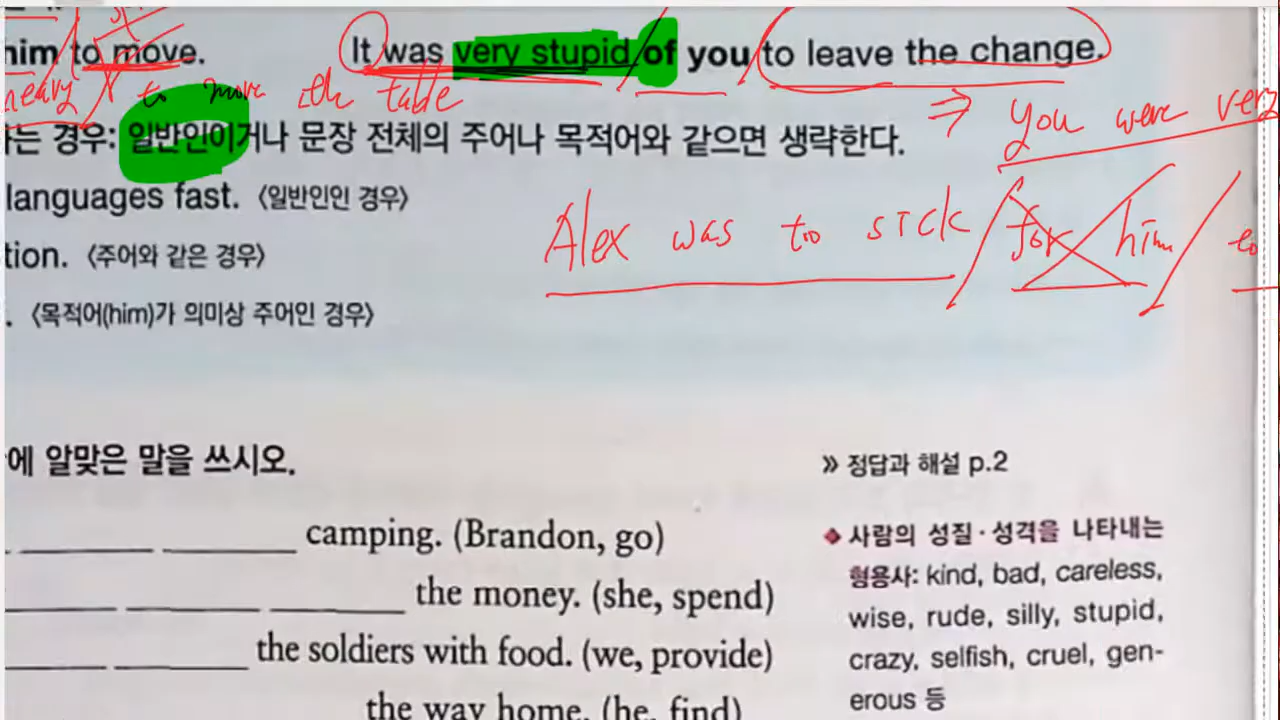 him to move. It was very stupid of you to leave the change.
heavy to move the table
⇒ you were very
는 경우: 일반인이거나 문장 전체의 주어나 목적어와 같으면 생략한다.
languages fast. 〈일반인인 경우〉
Alex was to sick / for him / to
tion. 〈주어와 같은 경우〉
. 〈목적어(him)가 의미상 주어인 경우〉
에 알맞은 말을 쓰시오.
» 정답과 해설 p.2
camping. (Brandon, go)
the money. (she, spend)
the soldiers with food. (we, provide)
the way home. (he, find)
◆ 사람의 성질·성격을 나타내는
형용사: kind, bad, careless,
wise, rude, silly, stupid,
crazy, selfish, cruel, gen-
erous 등